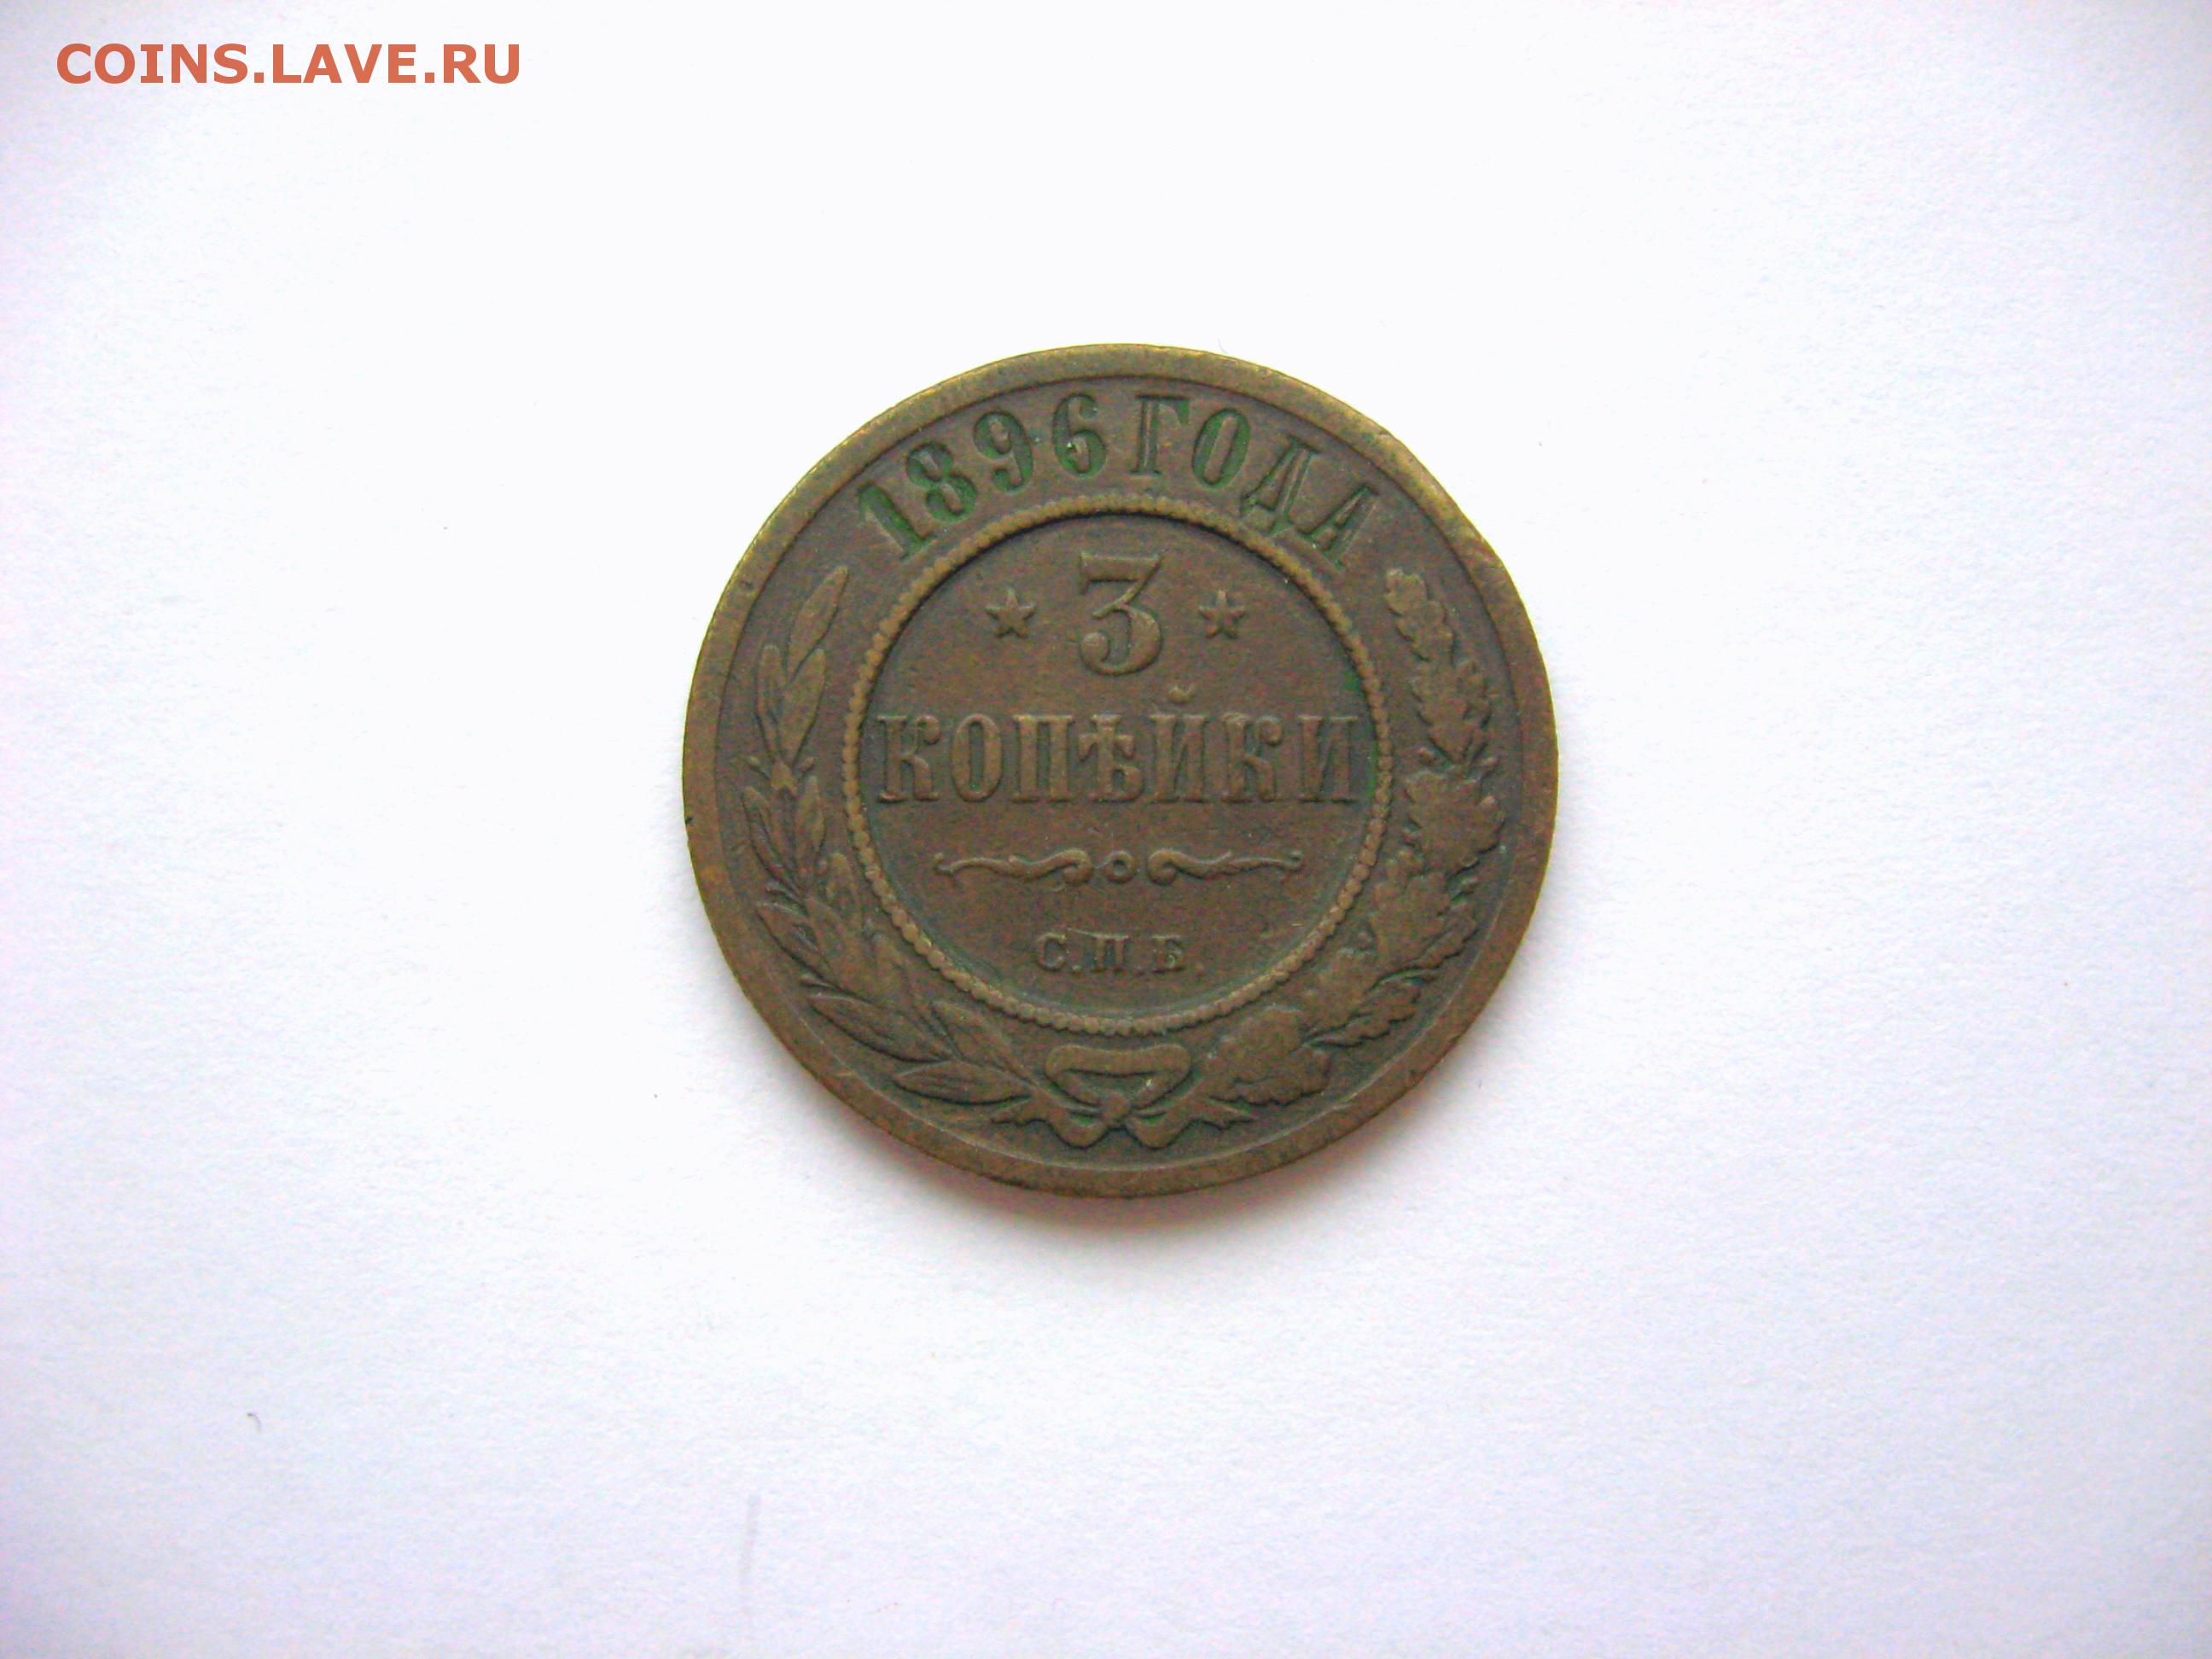 COINS.LAVE.RU
1896 ГОДА
3
КОПѢЙКИ
С.П.Б.